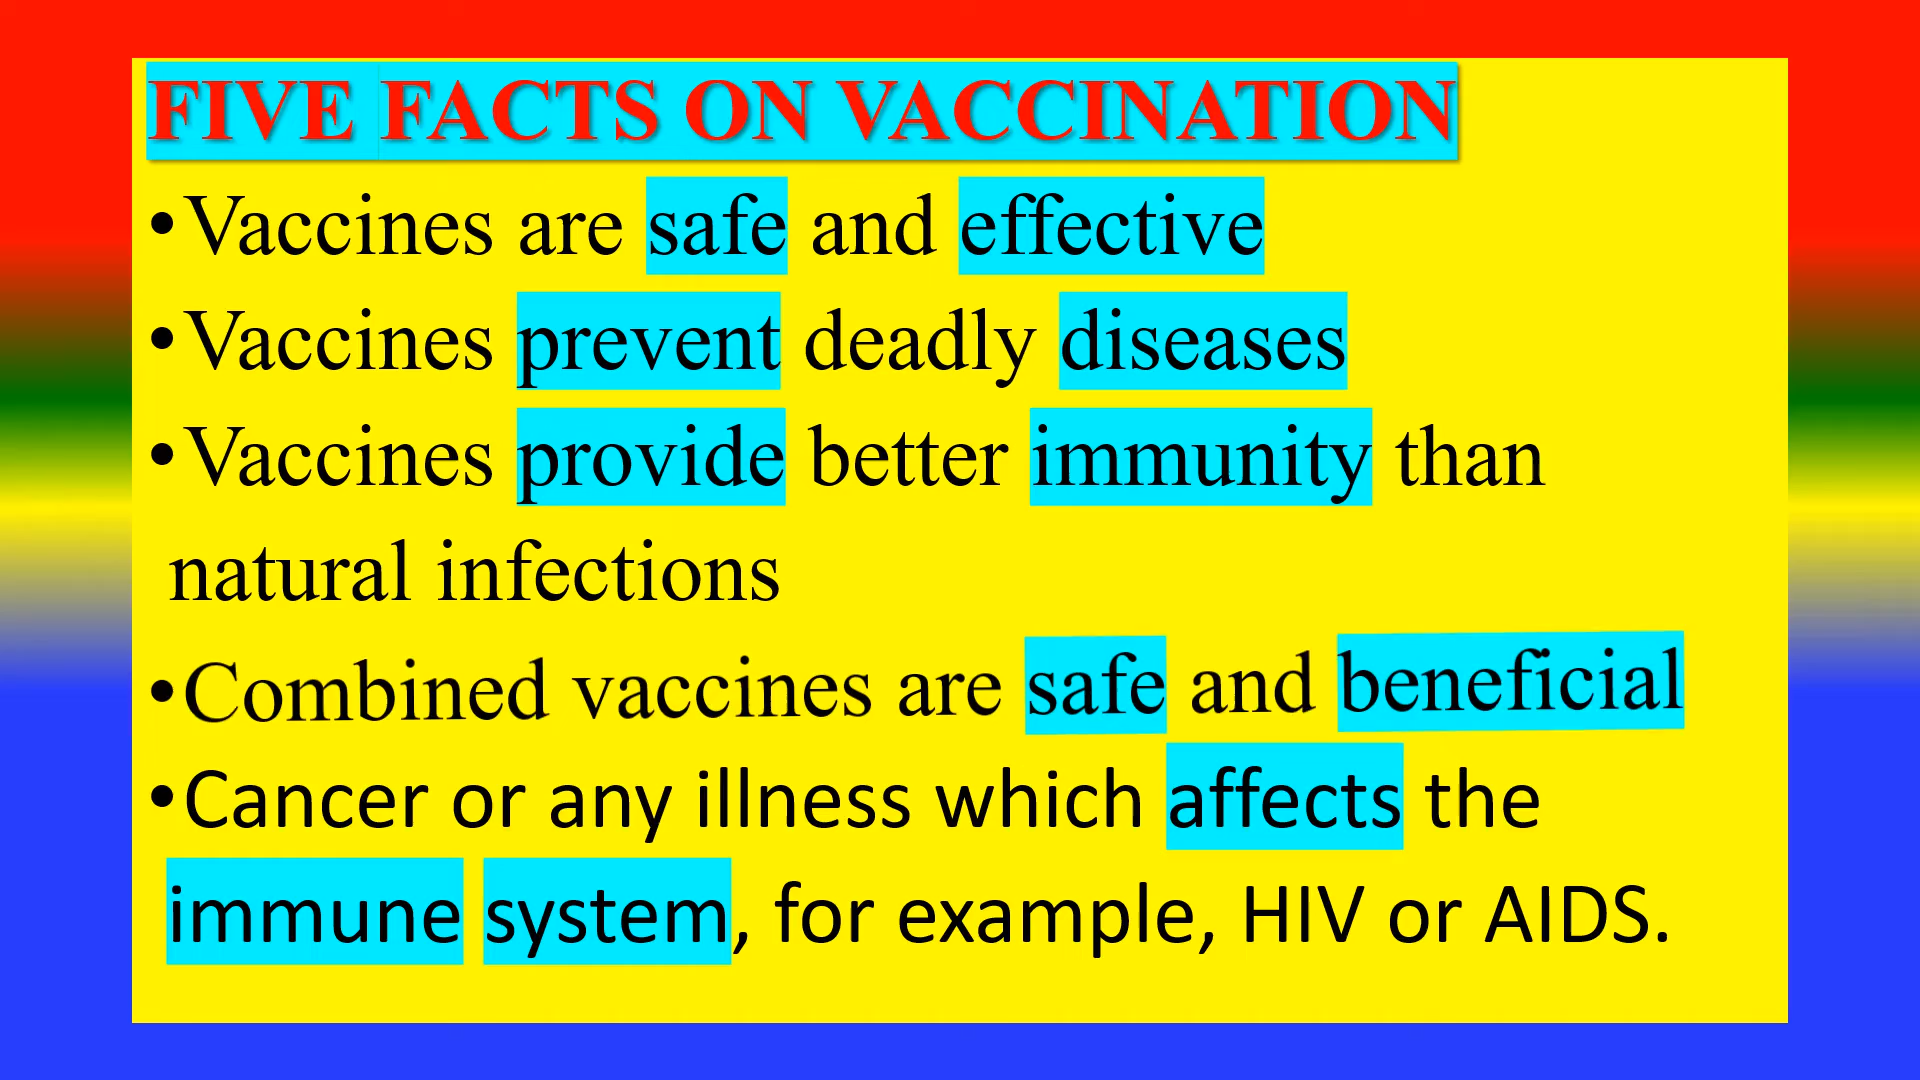 FIVE FACTS ON VACCINATION
•Vaccines are safe and effective
•Vaccines prevent deadly diseases
•Vaccines provide better immunity than
natural infections
•Combined vaccines are safe and beneficial
•Cancer or any illness which affects the
immune system, for example, HIV or AIDS.